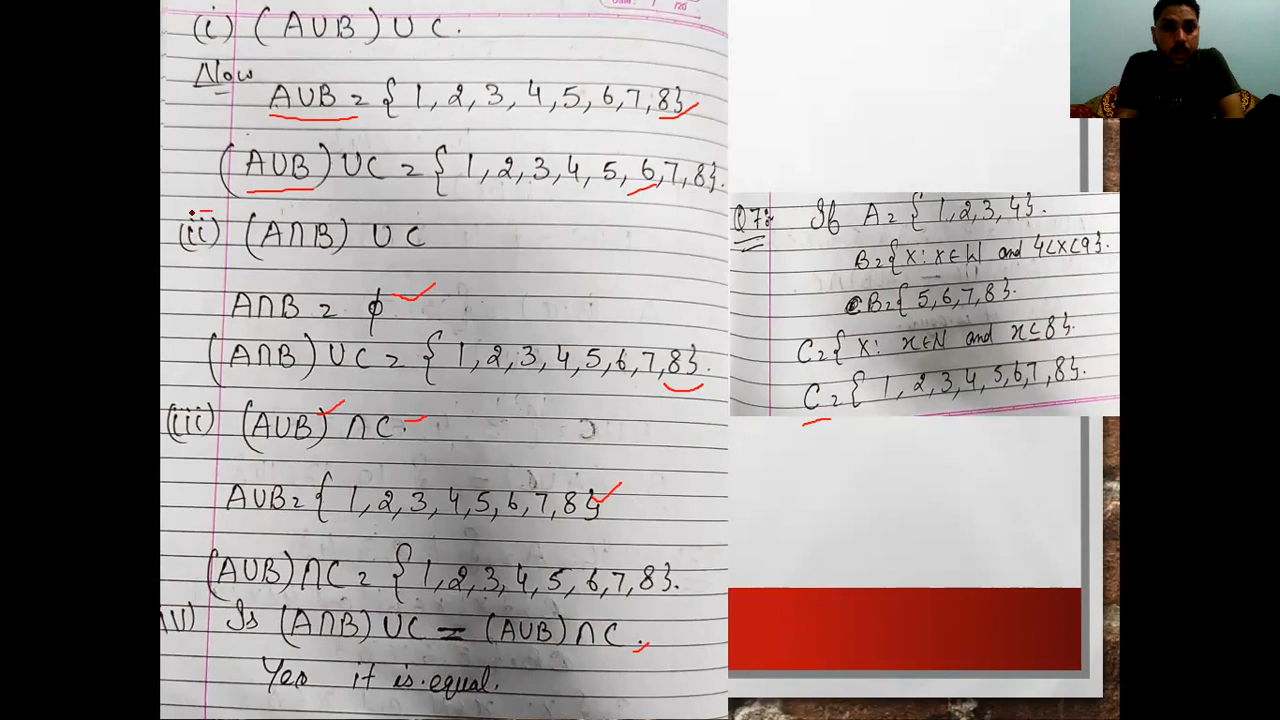 (i) (AUB) U C.
Now
AUB = { 1, 2, 3, 4, 5, 6, 7, 8}
(AUB) U C = { 1, 2, 3, 4, 5, 6, 7, 8}.
(ii) (A∩B) U C
A∩B = ϕ
(A∩B) U C = { 1, 2, 3, 4, 5, 6, 7, 8}.
(iii) (AUB) ∩ C.
AUB = { 1, 2, 3, 4, 5, 6, 7, 8}
(AUB) ∩ C = { 1, 2, 3, 4, 5, 6, 7, 8}.
IV) Is (A∩B) U C = (AUB) ∩ C.
Yes it is equal.
Q7:- If A = { 1, 2, 3, 4}.
B = { x : x ∈ N and 4 < x < 9}.
B = { 5, 6, 7, 8}.
C = { x : x ∈ N and x ≤ 8}.
C = { 1, 2, 3, 4, 5, 6, 7, 8}.